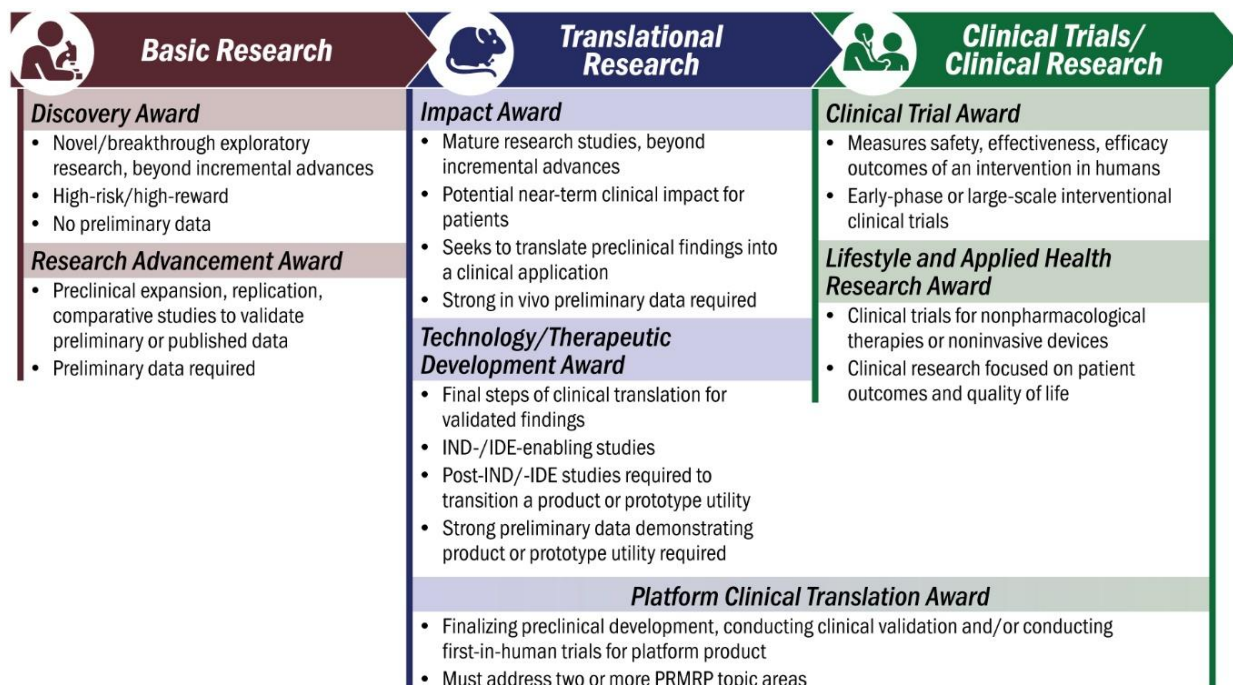 Basic Research
Translational
Research
Clinical Trials/
Clinical Research
Discovery Award
• Novel/breakthrough exploratory
research, beyond incremental advances
• High-risk/high-reward
• No preliminary data
Research Advancement Award
• Preclinical expansion, replication,
comparative studies to validate
preliminary or published data
• Preliminary data required
Impact Award
• Mature research studies, beyond
incremental advances
• Potential near-term clinical impact for
patients
• Seeks to translate preclinical findings into
a clinical application
• Strong in vivo preliminary data required
Technology/Therapeutic
Development Award
• Final steps of clinical translation for
validated findings
• IND-/IDE-enabling studies
• Post-IND/-IDE studies required to
transition a product or prototype utility
• Strong preliminary data demonstrating
product or prototype utility required
Clinical Trial Award
• Measures safety, effectiveness, efficacy
outcomes of an intervention in humans
• Early-phase or large-scale interventional
clinical trials
Lifestyle and Applied Health
Research Award
• Clinical trials for nonpharmacological
therapies or noninvasive devices
• Clinical research focused on patient
outcomes and quality of life
Platform Clinical Translation Award
• Finalizing preclinical development, conducting clinical validation and/or conducting
first-in-human trials for platform product
• Must address two or more PRMRP topic areas